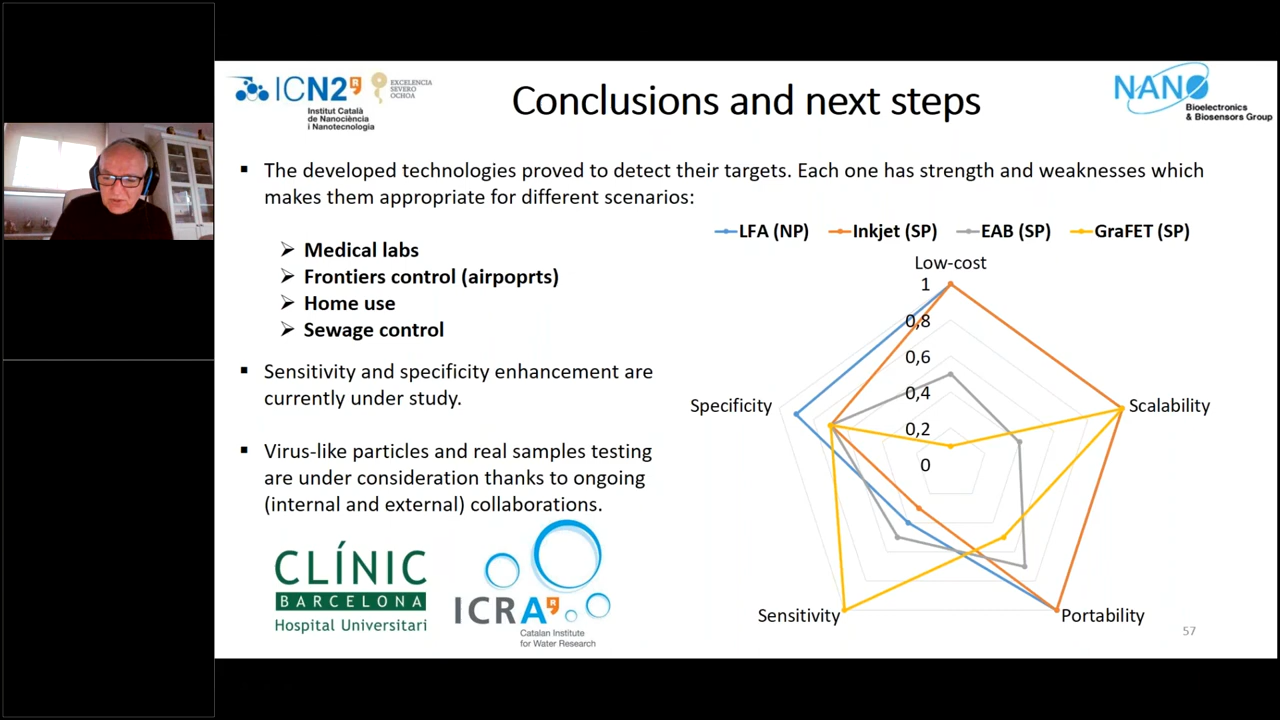 ICN2
EXCELENCIA
SEVERO
OCHOA
Institut Català
de Nanociència
i Nanotecnologia
Conclusions and next steps
NANO
Bioelectronics
& Biosensors Group
The developed technologies proved to detect their targets. Each one has strength and weaknesses which
makes them appropriate for different scenarios:
Medical labs
Frontiers control (airpoprts)
Home use
Sewage control
Sensitivity and specificity enhancement are
currently under study.
Virus-like particles and real samples testing
are under consideration thanks to ongoing
(internal and external) collaborations.
CLÍNIC
BARCELONA
Hospital Universitari
ICRA
Catalan Institute
for Water Research
LFA (NP) Inkjet (SP) EAB (SP) GraFET (SP)
Low-cost
1
0,8
0,6
0,4
0,2
0
Specificity
Scalability
Sensitivity
Portability
57